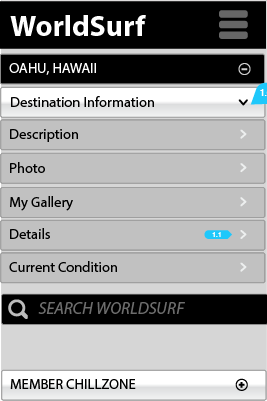 WorldSurf
OAHU, HAWAII
Destination Information
1.
Description
Photo
My Gallery
Details 1.1
Current Condition
SEARCH WORLDSURF
MEMBER CHILLZONE